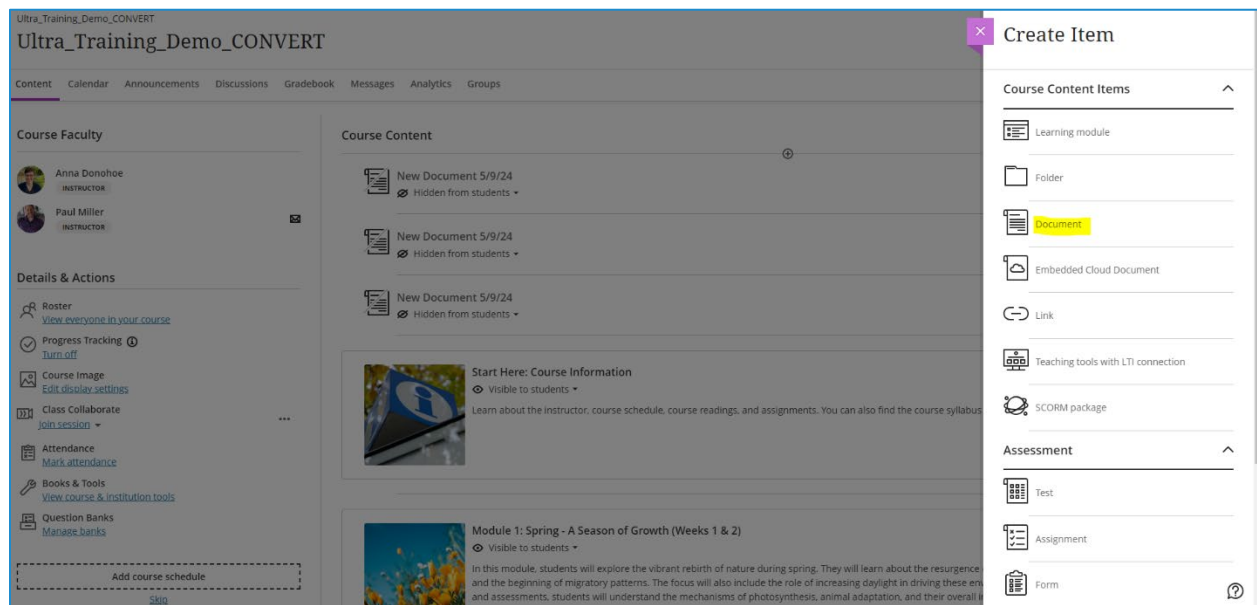 Ultra_Training_Demo_CONVERT
Ultra_Training_Demo_CONVERT
Content Calendar Announcements Discussions Gradebook Messages Analytics Groups
Course Faculty
Anna Donohoe
INSTRUCTOR
Paul Miller
INSTRUCTOR
Details & Actions
Roster
View everyone in your course
Progress Tracking
Turn off
Course Image
Edit display settings
Class Collaborate
Join session
Attendance
Mark attendance
Books & Tools
View course & institution tools
Question Banks
Manage banks
Add course schedule
Skip
Course Content
New Document 5/9/24
Hidden from students
New Document 5/9/24
Hidden from students
New Document 5/9/24
Hidden from students
Start Here: Course Information
Visible to students
Learn about the instructor, course schedule, course readings, and assignments. You can also find the course syllabus
Module 1: Spring - A Season of Growth (Weeks 1 & 2)
Visible to students
In this module, students will explore the vibrant rebirth of nature during spring. They will learn about the resurgence
and the beginning of migratory patterns. The focus will also include the role of increasing daylight in driving these
and assessments, students will understand the mechanisms of photosynthesis, animal adaptation, and their overall
Create Item
Course Content Items
Learning module
Folder
Document
Embedded Cloud Document
Link
Teaching tools with LTI connection
SCORM package
Assessment
Test
Assignment
Form